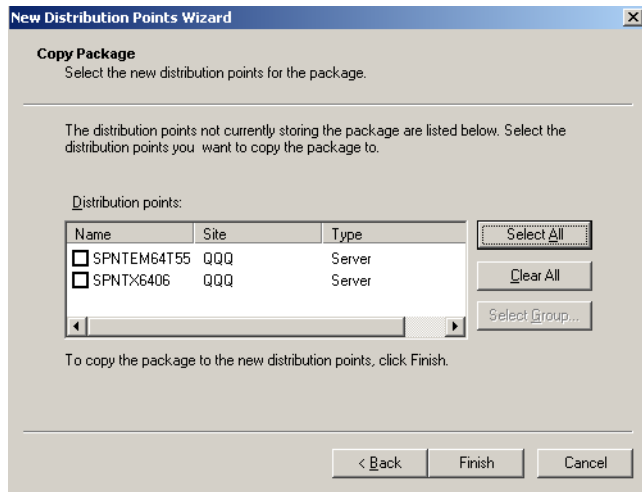 New Distribution Points Wizard
Copy Package
Select the new distribution points for the package.
The distribution points not currently storing the package are listed below. Select the
distribution points you want to copy the package to.
Distribution points:
Name Site Type
SPNTEM64T55 QQQ Server
SPNTX6406 QQQ Server
Select All
Clear All
Select Group...
To copy the package to the new distribution points, click Finish.
< Back Finish Cancel